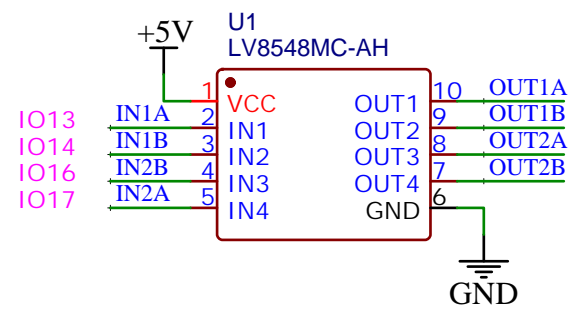 +5V
U1
LV8548MC-AH
1 VCC OUT1 10 OUT1A
IO13 IN1A 2 IN1 OUT2 9 OUT1B
IO14 IN1B 3 IN2 OUT3 8 OUT2A
IO16 IN2B 4 IN3 OUT4 7 OUT2B
IO17 IN2A 5 IN4 GND 6
GND